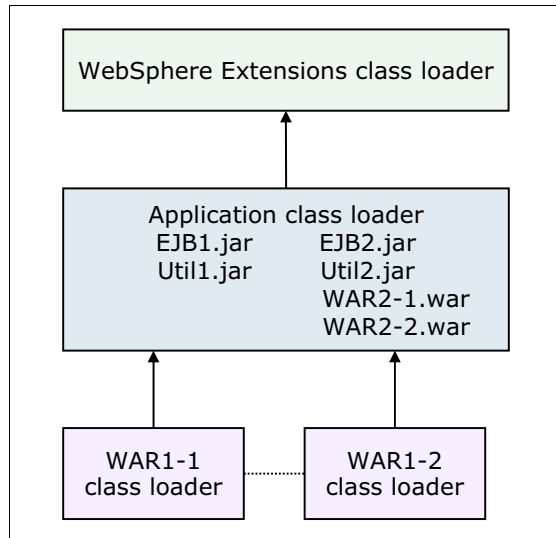 WebSphere Extensions class loader
Application class loader
EJB1.jar EJB2.jar
Util1.jar Util2.jar
WAR2-1.war
WAR2-2.war
WAR1-1
class loader
WAR1-2
class loader